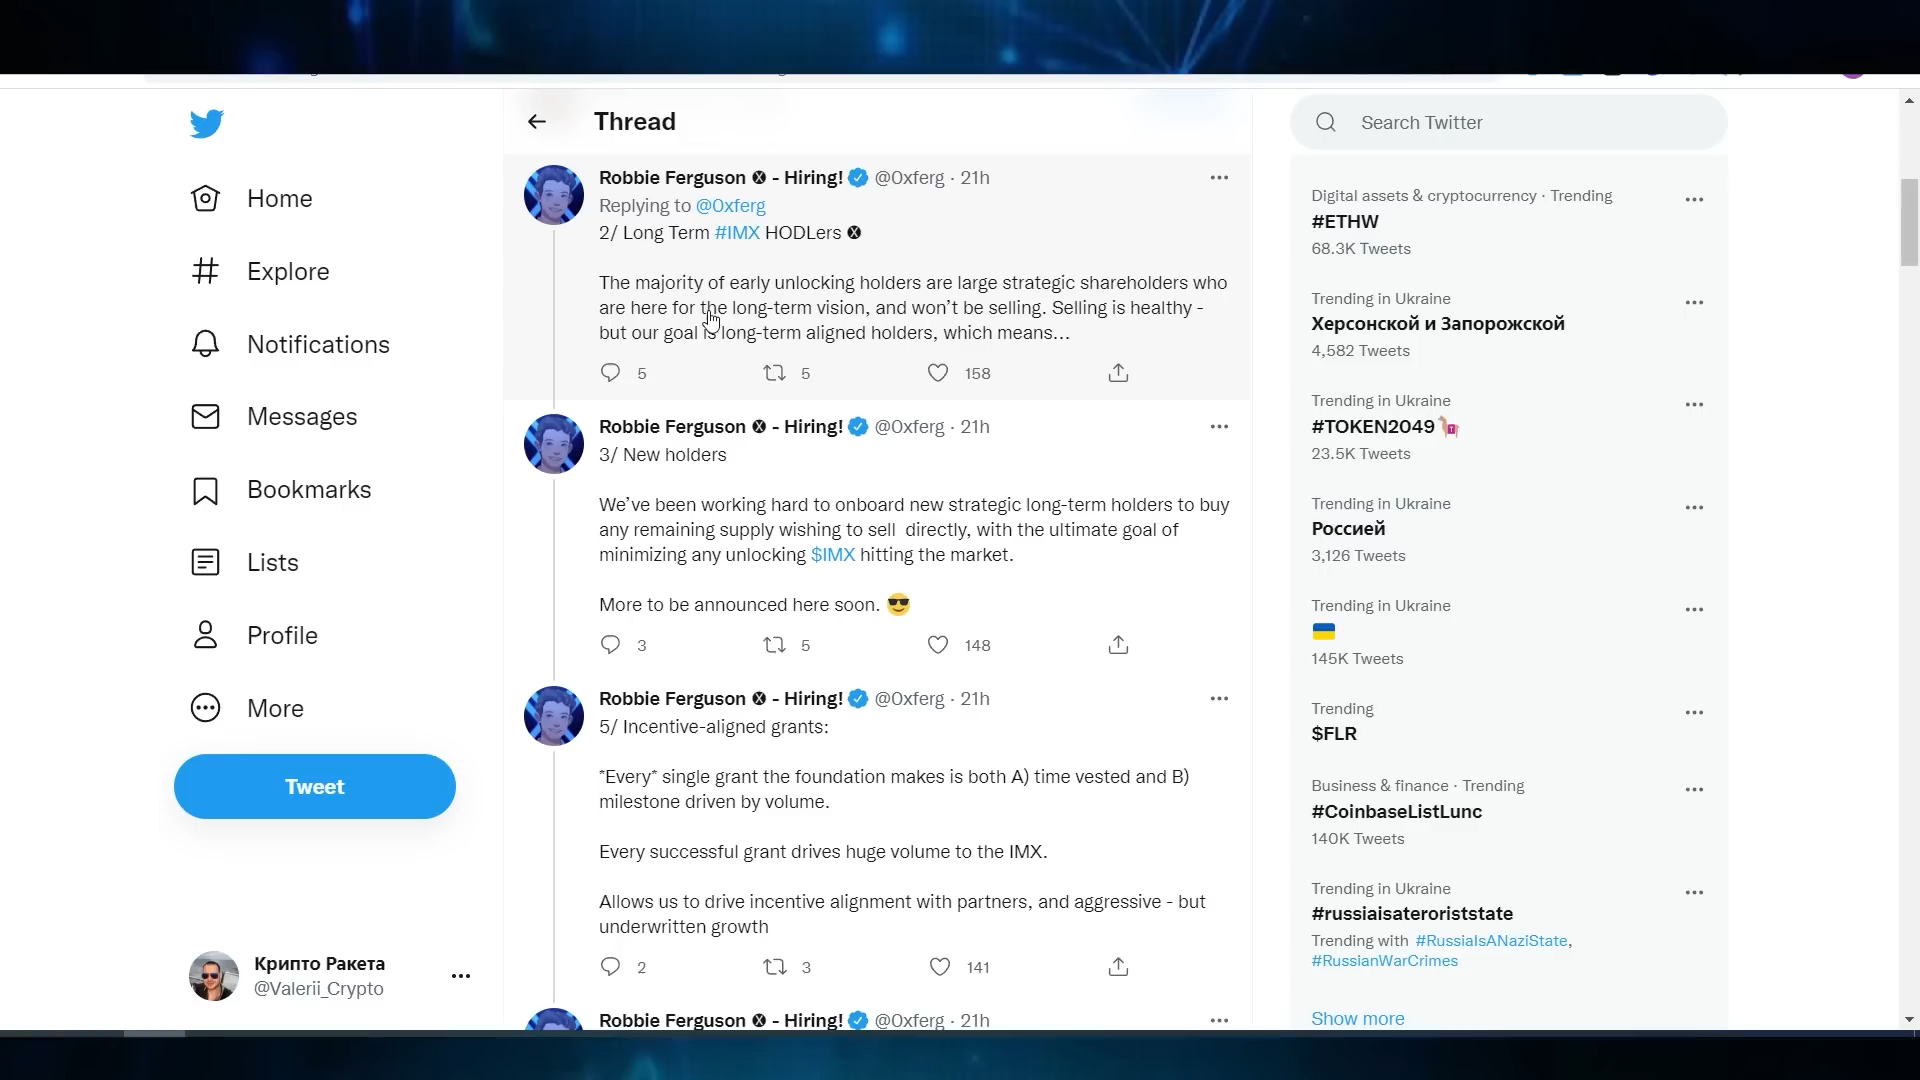 Home
Explore
Notifications
Messages
Bookmarks
Lists
Profile
More
Tweet
Крипто Ракета
@Valerii_Crypto
Thread
Robbie Ferguson - Hiring! @0xferg · 21h
Replying to @0xferg
2/ Long Term #IMX HODLers
The majority of early unlocking holders are large strategic shareholders who
are here for the long-term vision, and won’t be selling. Selling is healthy -
but our goal is long-term aligned holders, which means…
5 5 158
Robbie Ferguson - Hiring! @0xferg · 21h
3/ New holders
We’ve been working hard to onboard new strategic long-term holders to buy
any remaining supply wishing to sell directly, with the ultimate goal of
minimizing any unlocking $IMX hitting the market.
More to be announced here soon. 😎
3 5 148
Robbie Ferguson - Hiring! @0xferg · 21h
5/ Incentive-aligned grants:
*Every* single grant the foundation makes is both A) time vested and B)
milestone driven by volume.
Every successful grant drives huge volume to the IMX.
Allows us to drive incentive alignment with partners, and aggressive - but
underwritten growth
2 3 141
Robbie Ferguson - Hiring! @0xferg · 21h
Search Twitter
Digital assets & cryptocurrency · Trending
#ETHW
68.3K Tweets
Trending in Ukraine
Херсонской и Запорожской
4,582 Tweets
Trending in Ukraine
#TOKEN2049
23.5K Tweets
Trending in Ukraine
Россией
3,126 Tweets
Trending in Ukraine
🇺🇦
145K Tweets
Trending
$FLR
Business & finance · Trending
#CoinbaseListLunc
140K Tweets
Trending in Ukraine
#russiaisateroriststate
Trending with #RussiaIsANaziState,
#RussianWarCrimes
Show more